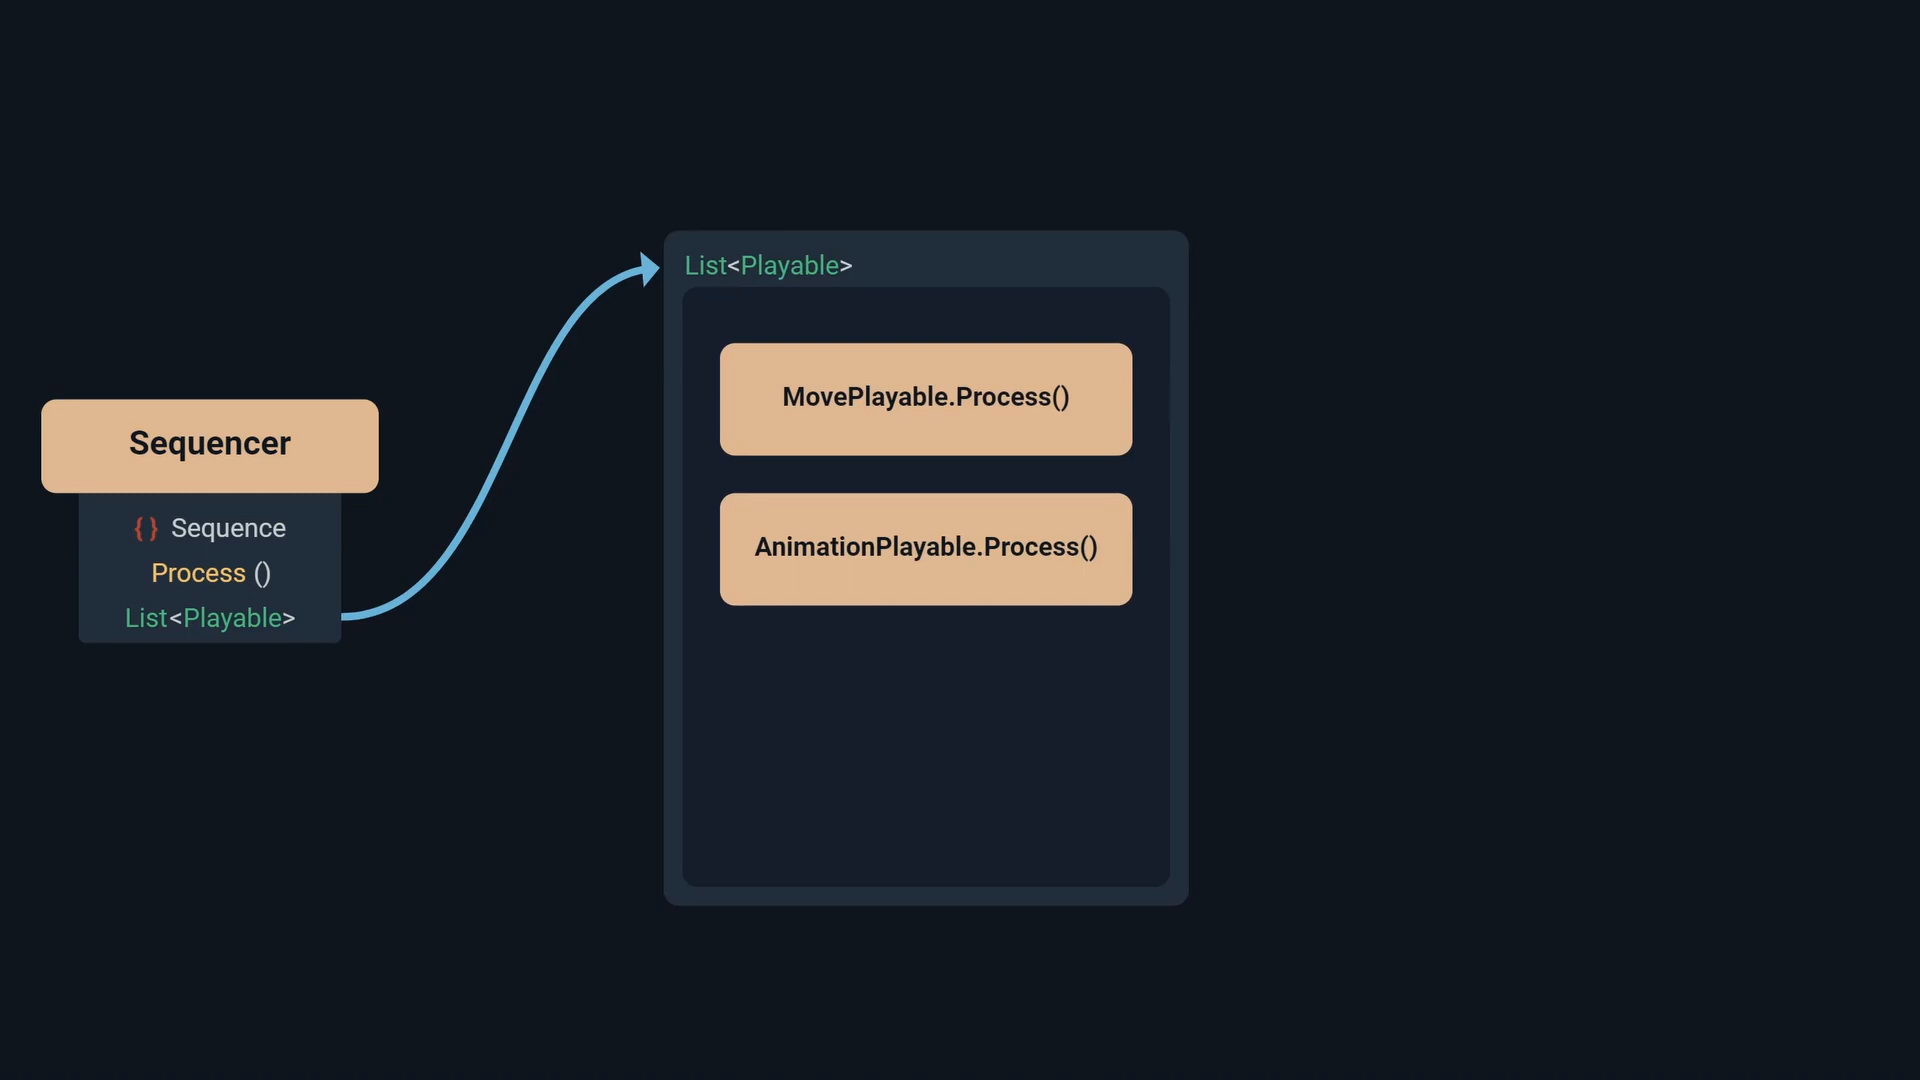 Sequencer
{ } Sequence
Process ()
List<Playable>
List<Playable>
MovePlayable.Process()
AnimationPlayable.Process()